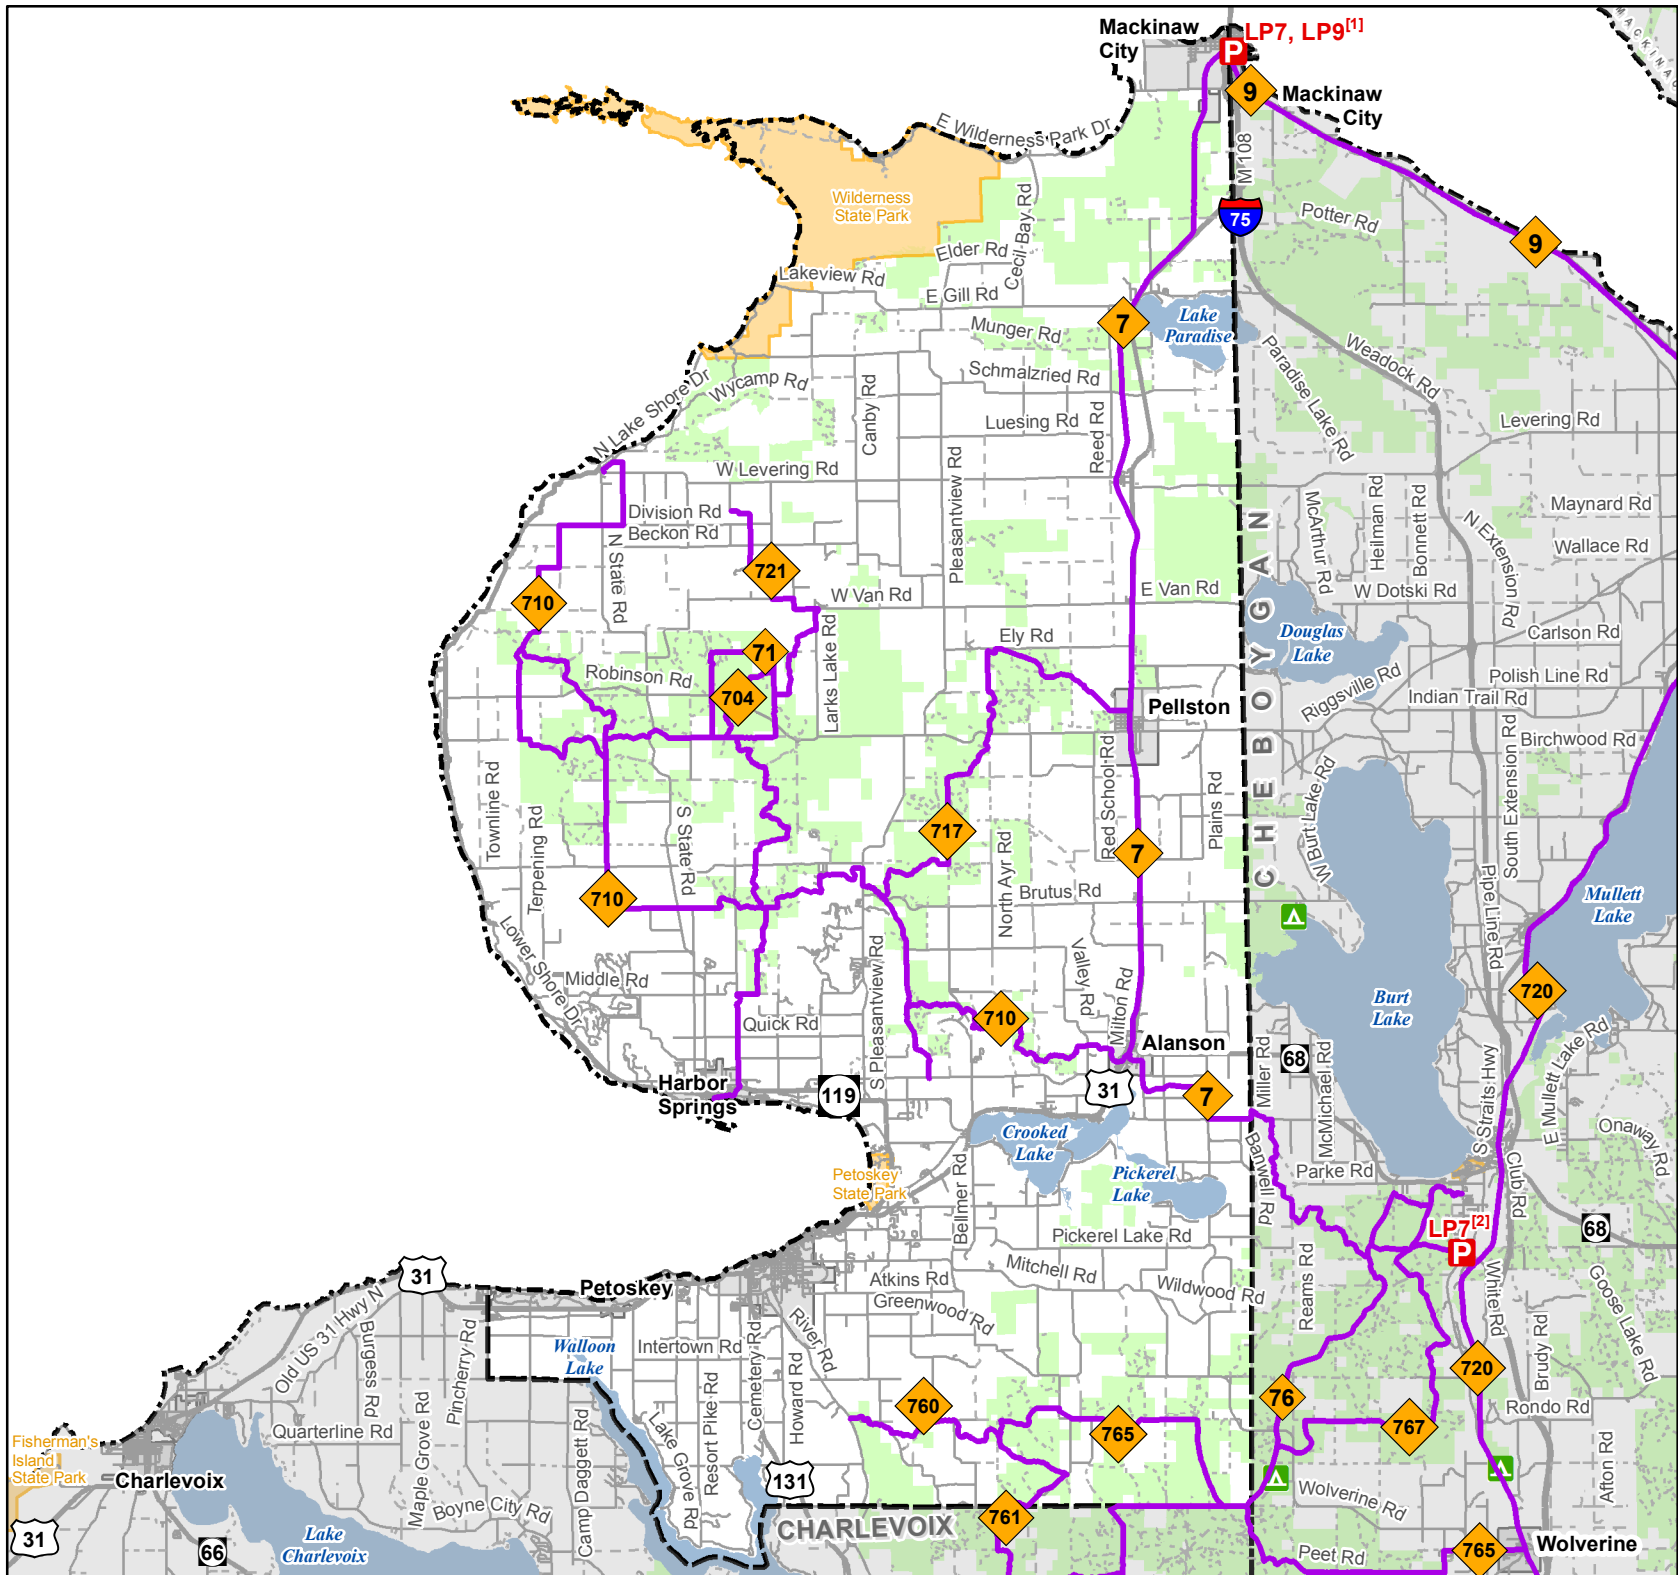 Mackinaw
City
LP7, LP9[1]
MACKINAC
9
Mackinaw
City
E Wilderness Park Dr
M 108
Wilderness
State Park
Cecil Bay Rd
75
Potter Rd
9
Elder Rd
Lakeview Rd
E Gill Rd
7
Lake
Paradise
Munger Rd
Paradise Lake Rd
Weadock Rd
Schmalzried Rd
N Lake Shore Dr
Wycamp Rd
Canby Rd
Luesing Rd
Reed Rd
Levering Rd
W Levering Rd
Pleasantview Rd
Division Rd
Beckon Rd
N State Rd
McArthur Rd
Hellman Rd
Bonnett Rd
Maynard Rd
N Extension Rd
Wallace Rd
721
710
W Van Rd
E Van Rd
W Dotski Rd
CHEBOYGAN
Douglas
Lake
Carlson Rd
Ely Rd
71
Larks Lake Rd
Robinson Rd
704
Riggsville Rd
Polish Line Rd
Indian Trail Rd
Pellston
Birchwood Rd
South Extension Rd
Townline Rd
Terpening Rd
S State Rd
717
Red School Rd
7
Plains Rd
W Burt Lake Rd
North Ayr Rd
Brutus Rd
Pipe Line Rd
Mullett
Lake
710
Lower Shore Dr
Middle Rd
S Pleasantview Rd
Valley Rd
Milton Rd
Burt
Lake
720
Quick Rd
710
Alanson
Miller Rd
68
McMichael Rd
S Straits Hwy
E Mullett Lake Rd
Harbor
Springs
119
31
7
Crooked
Lake
Banwell Rd
Onaway Rd
Petoskey
State Park
Bellmer Rd
Pickerel
Lake
Parke Rd
Club Rd
LP7[2]
68
Pickerel Lake Rd
31
Petoskey
Atkins Rd
Mitchell Rd
Wildwood Rd
Reams Rd
White Rd
Goose Lake Rd
Greenwood Rd
Old US 31 Hwy N
Burgess Rd
Pincherry Rd
Walloon
Lake
Intertown Rd
River Rd
Cemetery Rd
Howard Rd
Resort Pike Rd
Lake Grove Rd
720
Brudy Rd
76
Rondo Rd
760
765
767
Fisherman's
Island
State Park
Quarterline Rd
Maple Grove Rd
Camp Daggett Rd
Charlevoix
131
Afton Rd
Boyne City Rd
Wolverine Rd
31
66
Lake
Charlevoix
CHARLEVOIX
761
Peet Rd
765
Wolverine
P
P